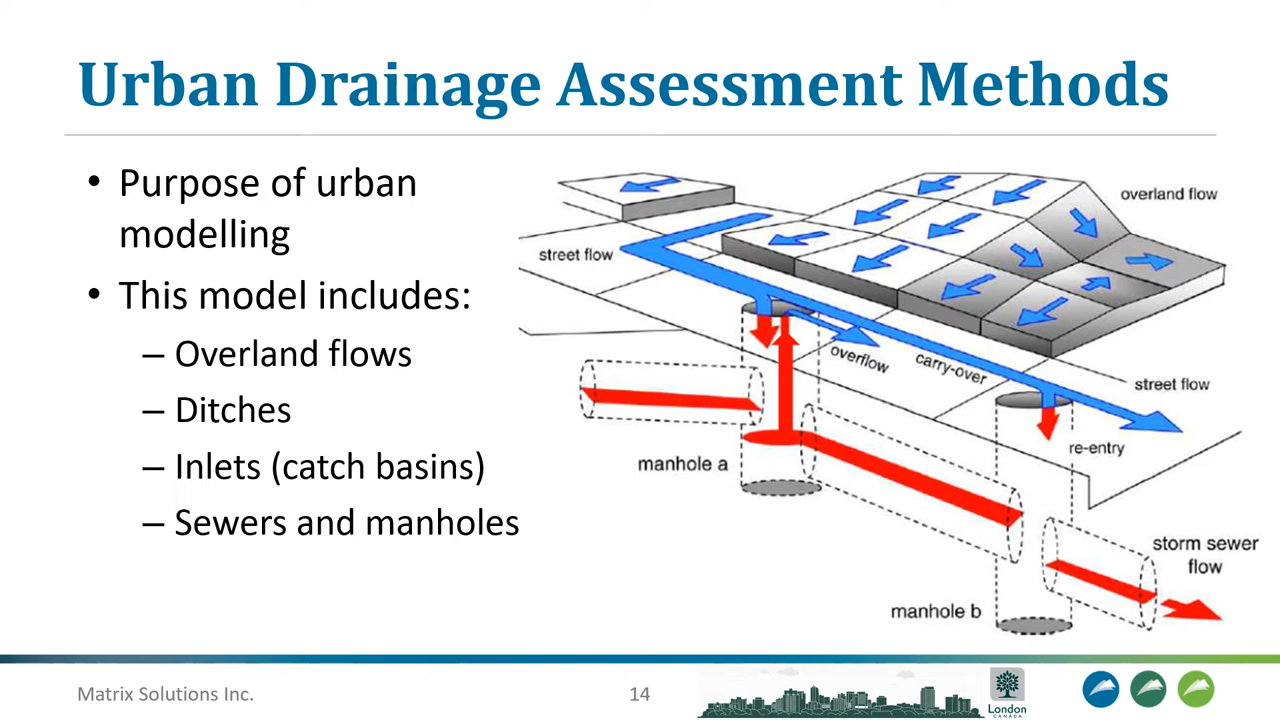 Urban Drainage Assessment Methods
• Purpose of urban
modelling
• This model includes:
– Overland flows
– Ditches
– Inlets (catch basins)
– Sewers and manholes
overland flow
street flow
overflow
carry-over
street flow
re-entry
manhole a
storm sewer
flow
manhole b
Matrix Solutions Inc.
14
London
CANADA